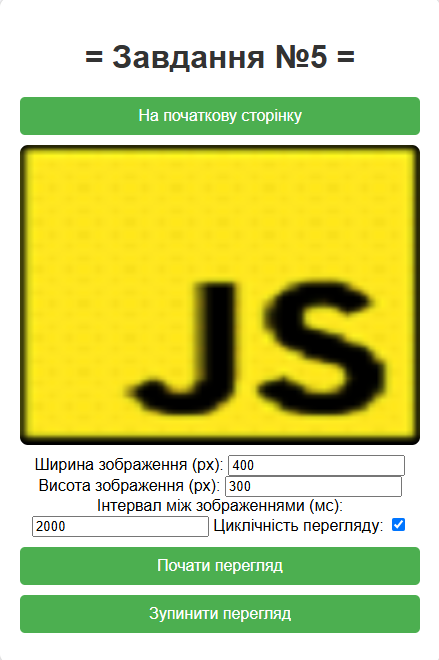 = Завдання №5 =
На початкову сторінку
JS
Ширина зображення (px): 400
Висота зображення (px): 300
Інтервал між зображеннями (мс):
2000 Циклічність перегляду:
Почати перегляд
Зупинити перегляд